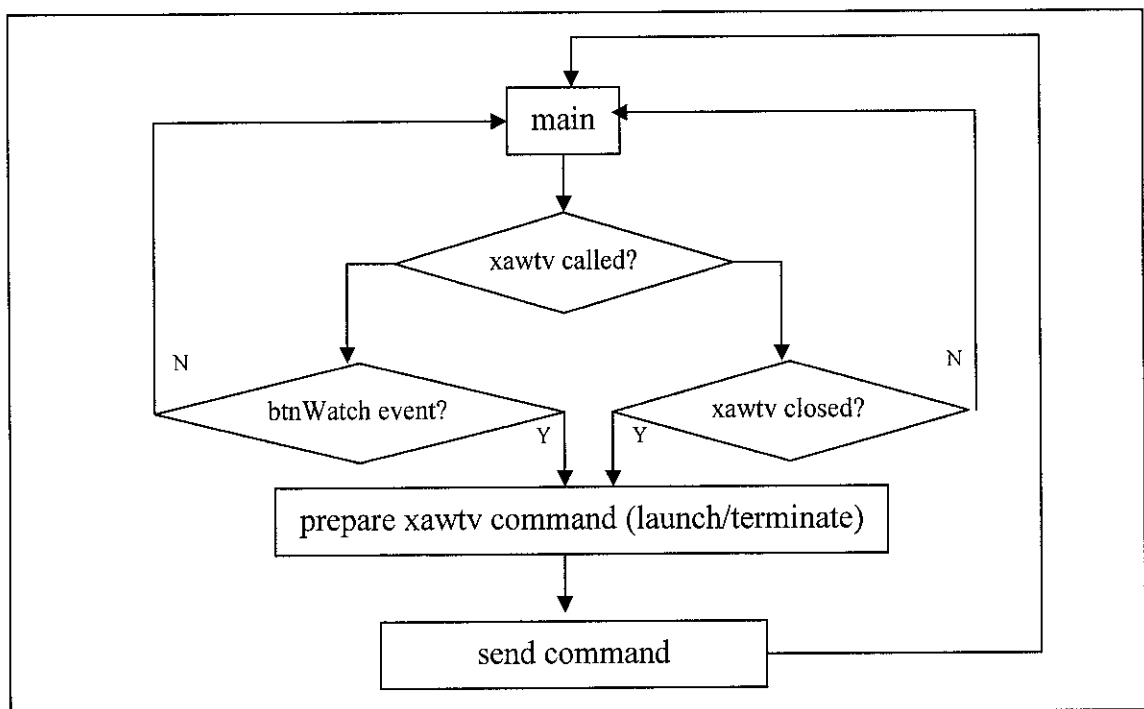 main
xawtv called?
N
N
btnWatch event?
xawtv closed?
Y
Y
prepare xawtv command (launch/terminate)
send command